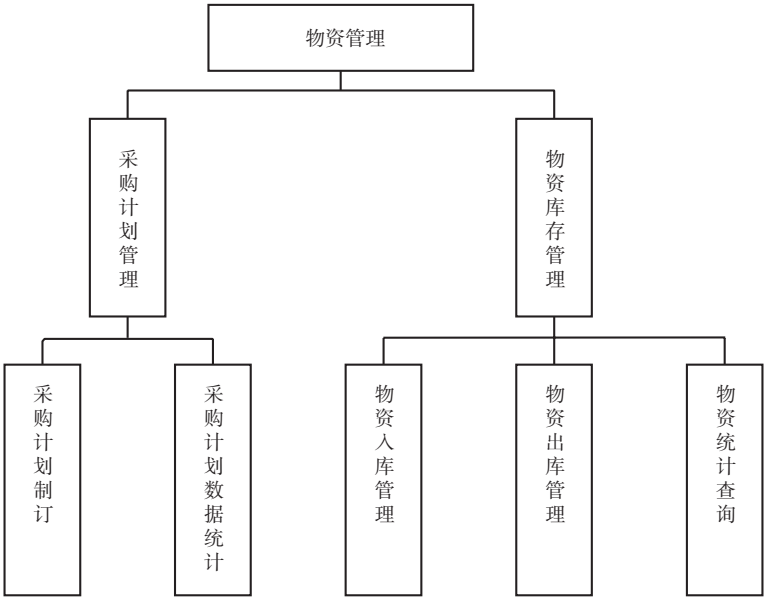 物资管理
采购计划管理
物资库存管理
采购计划制订
采购计划数据统计
物资入库管理
物资出库管理
物资统计查询